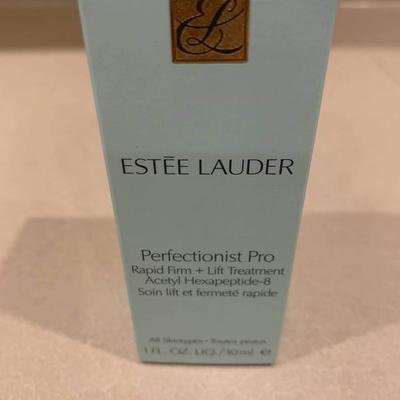 EL
ESTĒE LAUDER
Perfectionist Pro
Rapid Firm + Lift Treatment
Acetyl Hexapeptide-8
Soin lift et fermeté rapide
All Skintypes • Toutes peaux
1 FL. OZ. LIQ./30 ml ℮